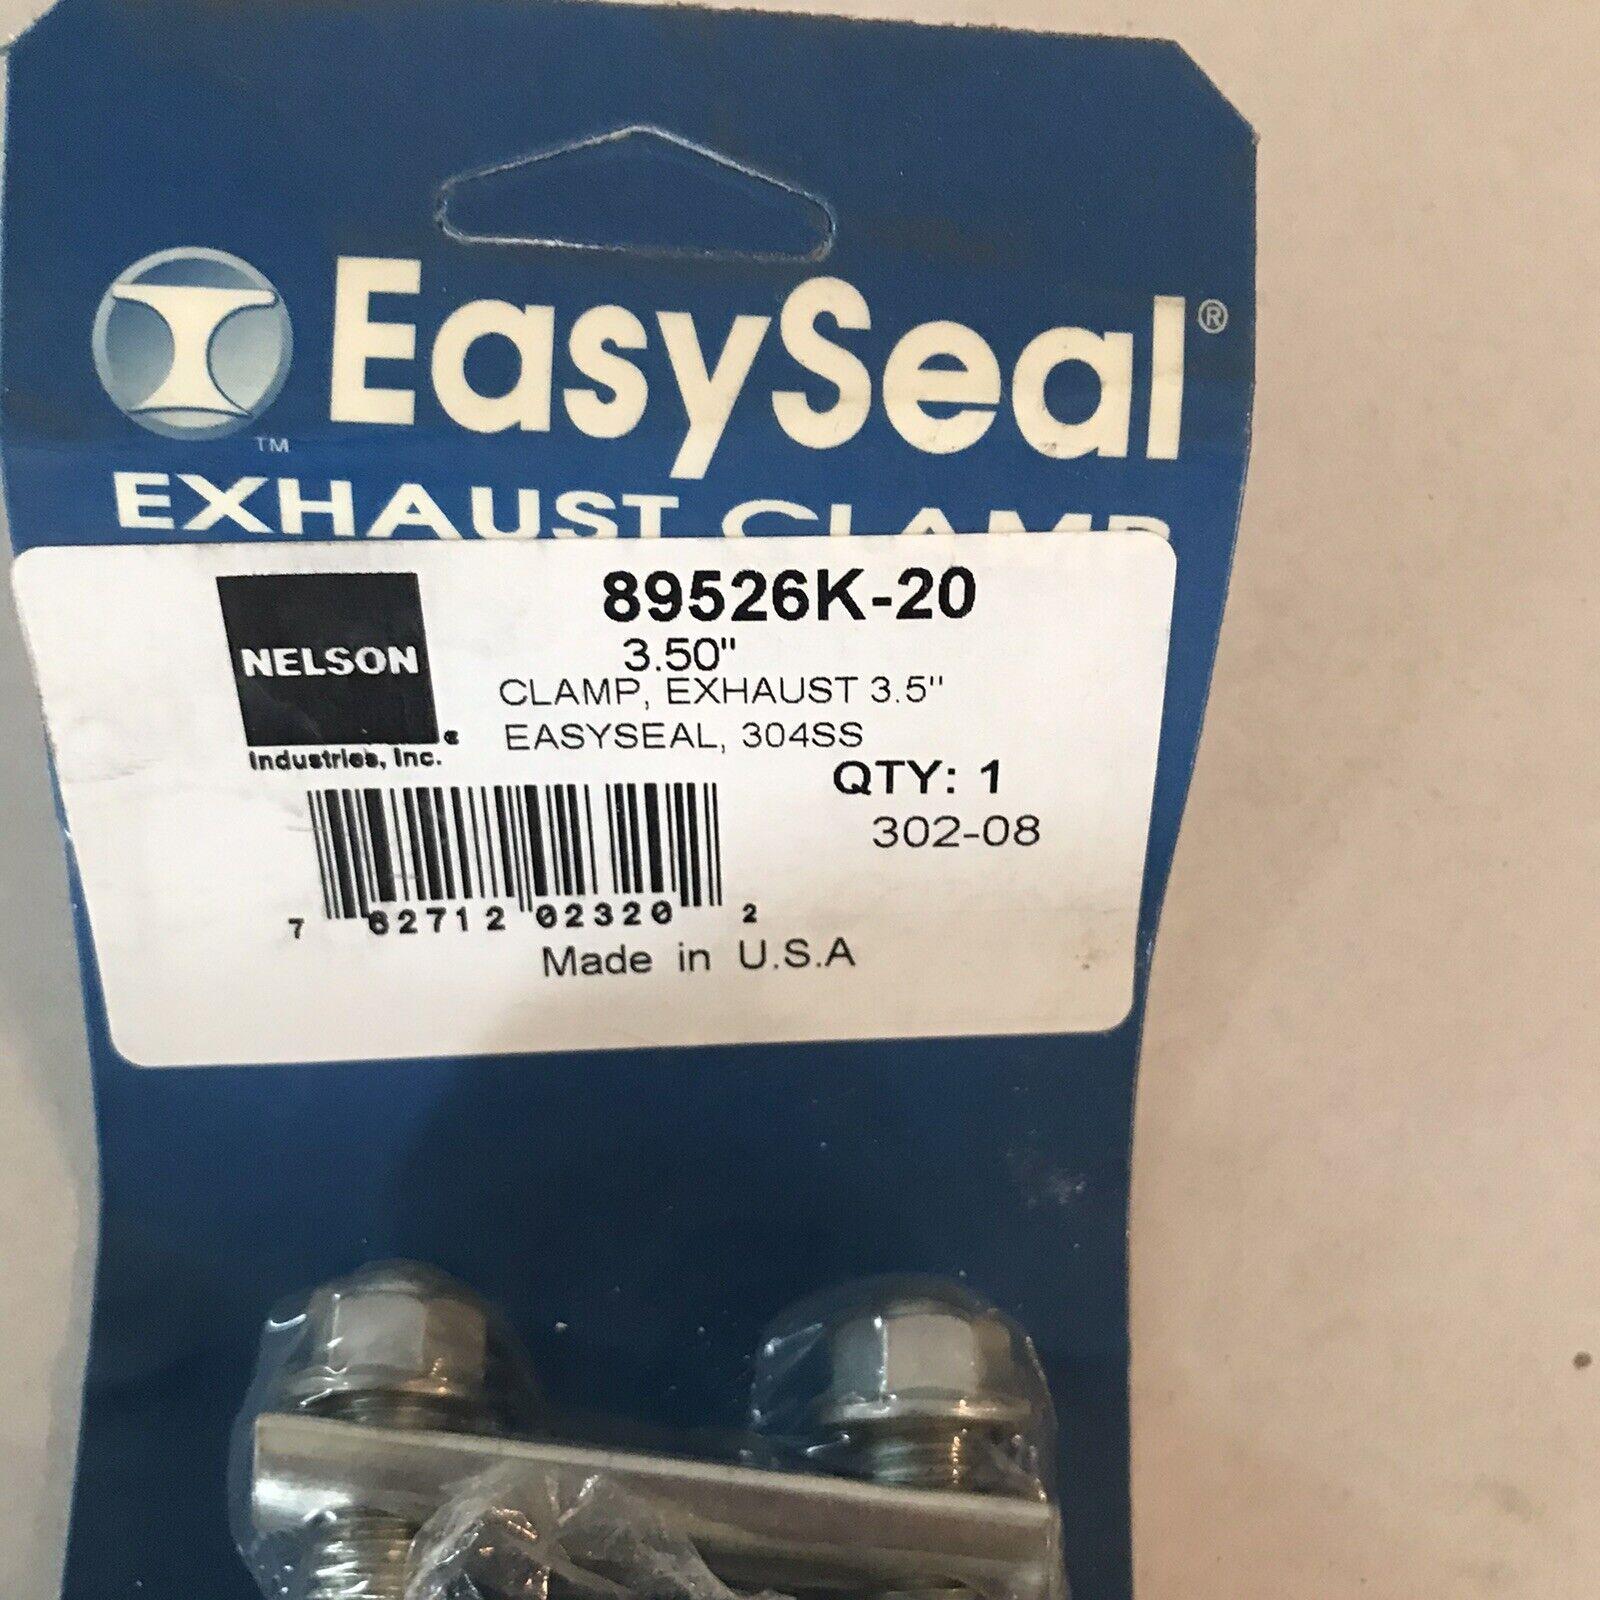 EasySeal®
TM
EXHAUST CLAMP
89526K-20
3.50"
NELSON
CLAMP, EXHAUST 3.5"
EASYSEAL, 304SS
Industries, Inc.
QTY: 1
302-08
7 62712 02320 2
Made in U.S.A